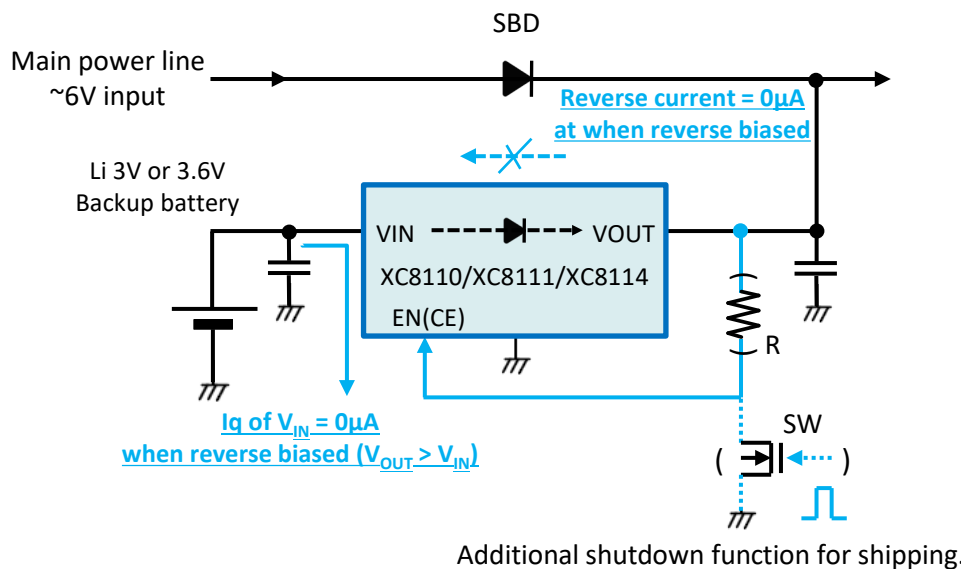 SBD
Main power line
~6V input
Reverse current = 0µA
at when reverse biased
Li 3V or 3.6V
Backup battery
VIN
VOUT
XC8110/XC8111/XC8114
EN(CE)
( R )
Iq of VIN = 0µA
when reverse biased (VOUT > VIN)
SW
( )
Additional shutdown function for shipping.